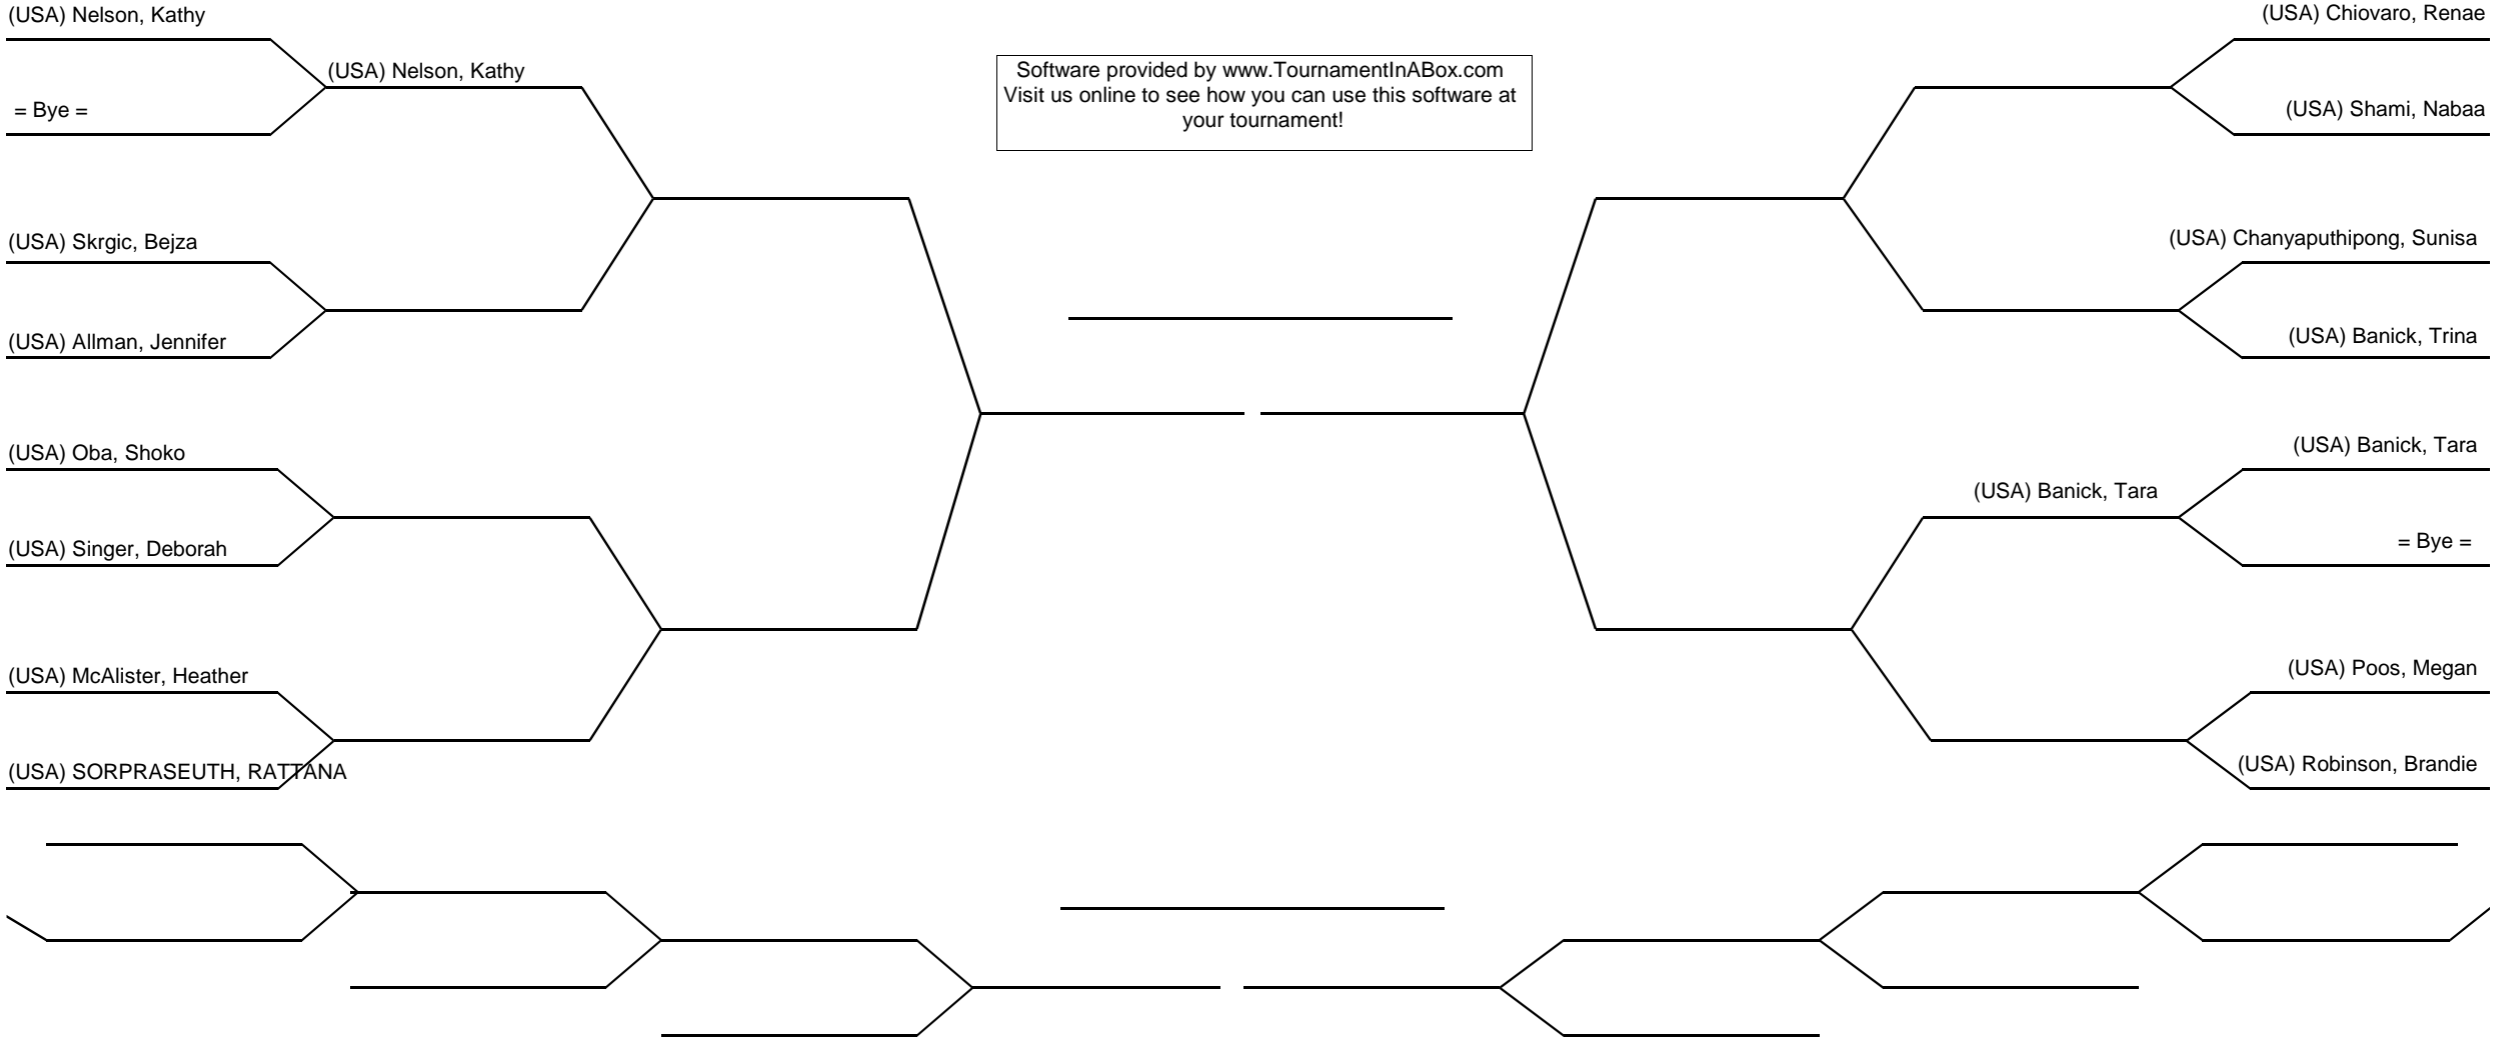 (USA) Nelson, Kathy
(USA) Nelson, Kathy
= Bye =
(USA) Skrgic, Bejza
(USA) Allman, Jennifer
(USA) Oba, Shoko
(USA) Singer, Deborah
(USA) McAlister, Heather
(USA) SORPRASEUTH, RATTANA
Software provided by www.TournamentInABox.com
Visit us online to see how you can use this software at
your tournament!
(USA) Chiovaro, Renae
(USA) Shami, Nabaa
(USA) Chanyaputhipong, Sunisa
(USA) Banick, Trina
(USA) Banick, Tara
(USA) Banick, Tara
= Bye =
(USA) Poos, Megan
(USA) Robinson, Brandie